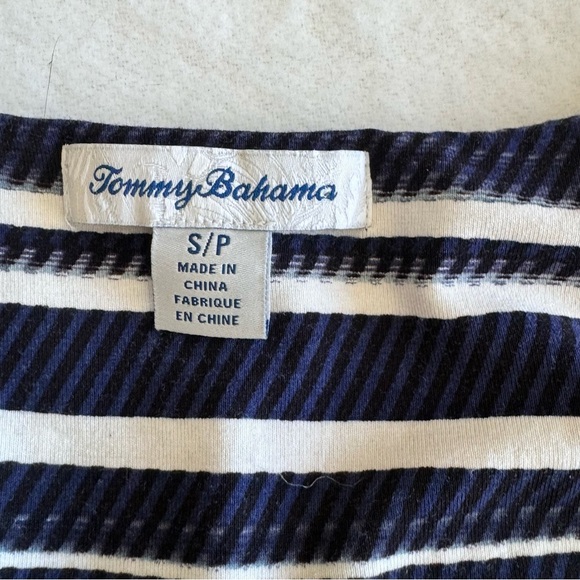 Tommy Bahama
S/P
MADE IN
CHINA
FABRIQUE
EN CHINE